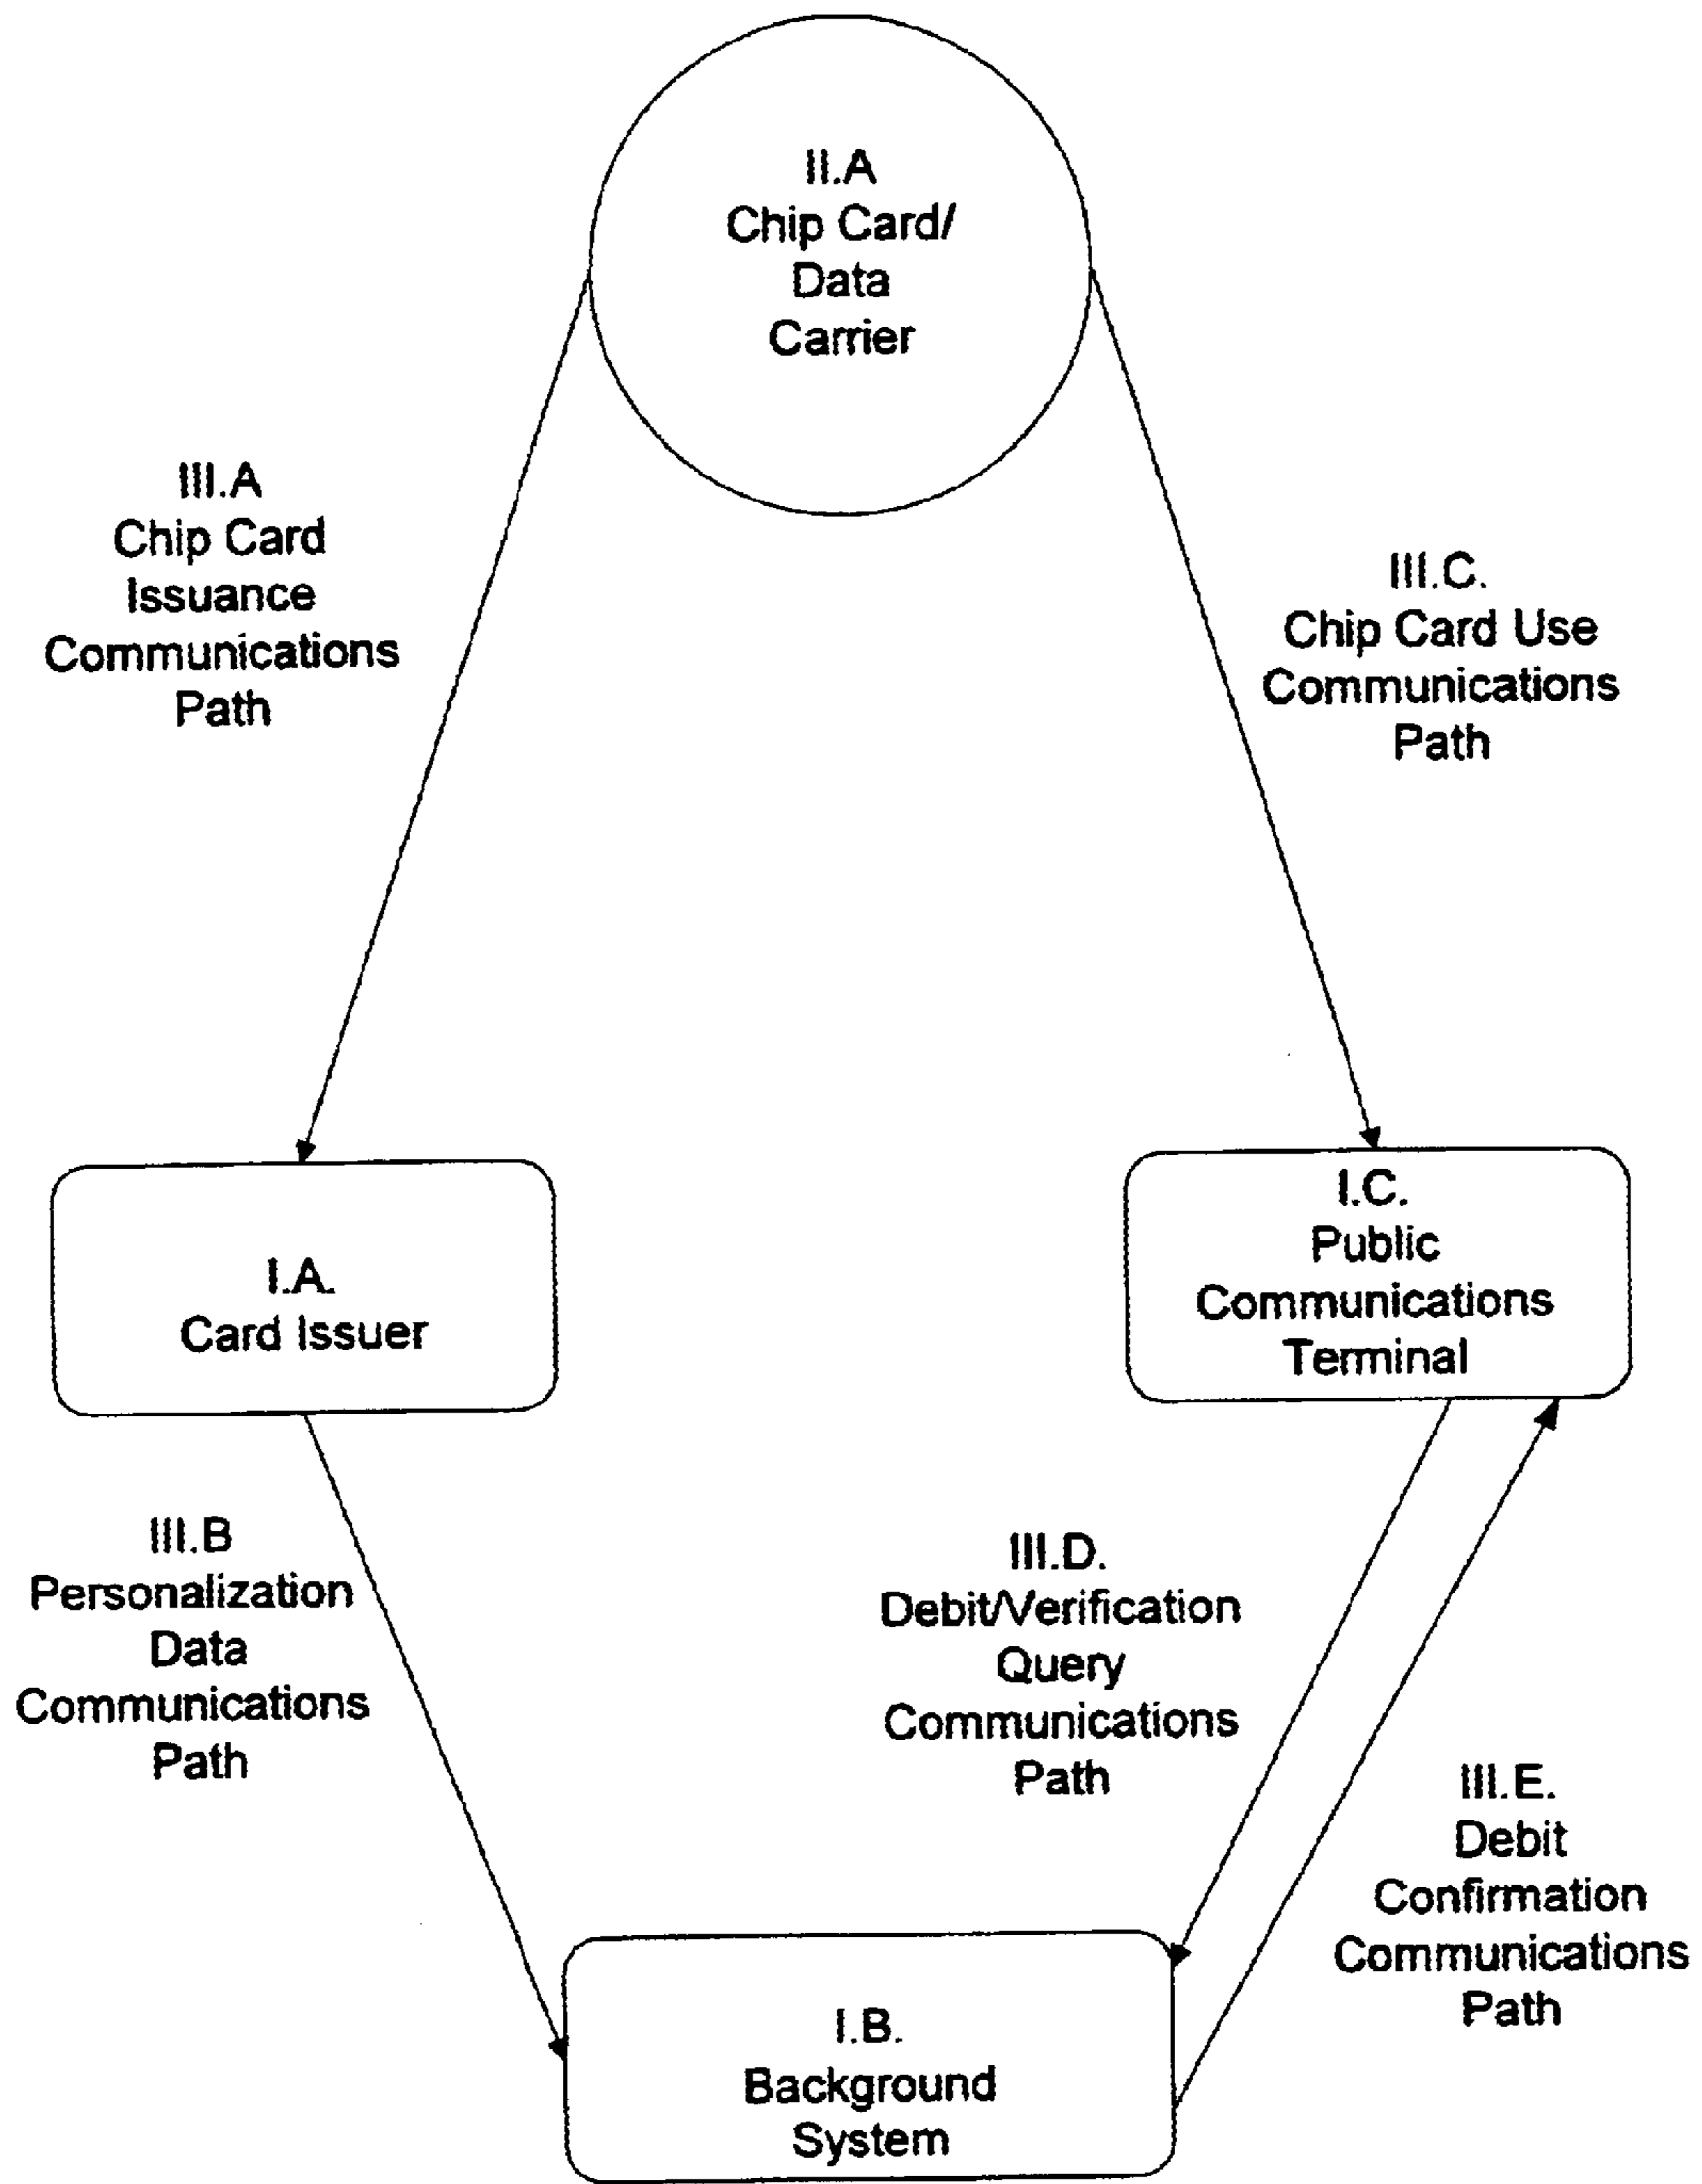 II.A
Chip Card/
Data
Carrier
III.A
Chip Card
Issuance
Communications
Path
III.C.
Chip Card Use
Communications
Path
I.A.
Card Issuer
I.C.
Public
Communications
Terminal
III.B
Personalization
Data
Communications
Path
III.D.
Debit/Verification
Query
Communications
Path
III.E.
Debit
Confirmation
Communications
Path
I.B.
Background
System